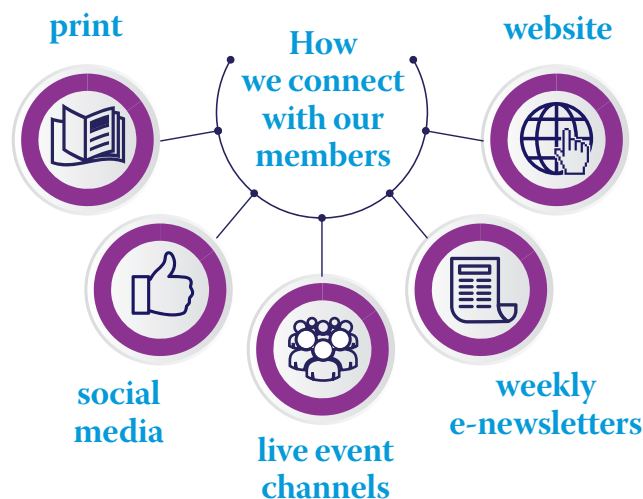 print
How
we connect
with our
members
website
social
media
live event
channels
weekly
e-newsletters